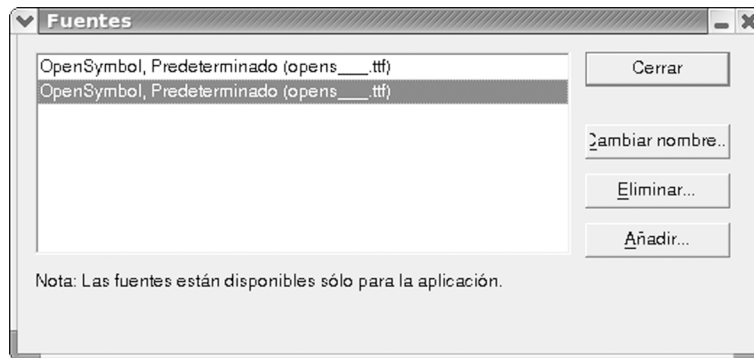 Fuentes
OpenSymbol, Predeterminado (opens___.ttf)
OpenSymbol, Predeterminado (opens___.ttf)
Cerrar
Cambiar nombre..
Eliminar...
Añadir...
Nota: Las fuentes están disponibles sólo para la aplicación.